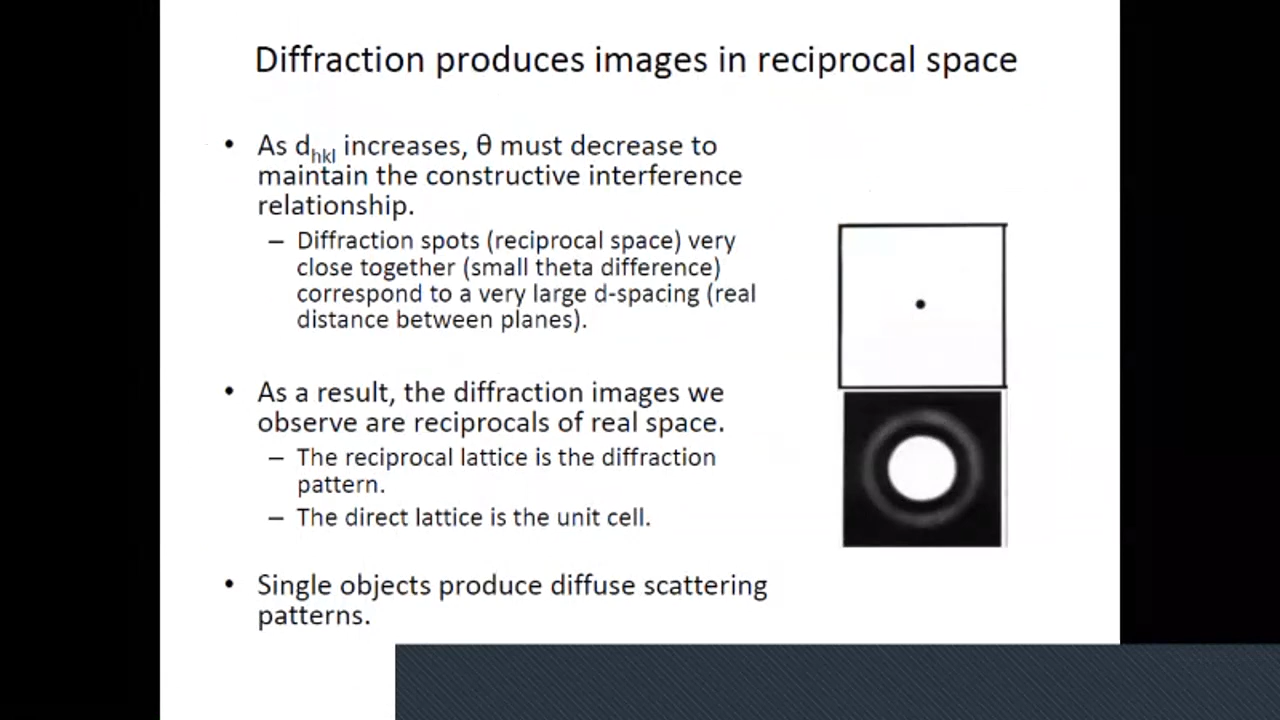 Diffraction produces images in reciprocal space
• As dhkl increases, θ must decrease to
maintain the constructive interference
relationship.
– Diffraction spots (reciprocal space) very
close together (small theta difference)
correspond to a very large d-spacing (real
distance between planes).
• As a result, the diffraction images we
observe are reciprocals of real space.
– The reciprocal lattice is the diffraction
pattern.
– The direct lattice is the unit cell.
• Single objects produce diffuse scattering
patterns.